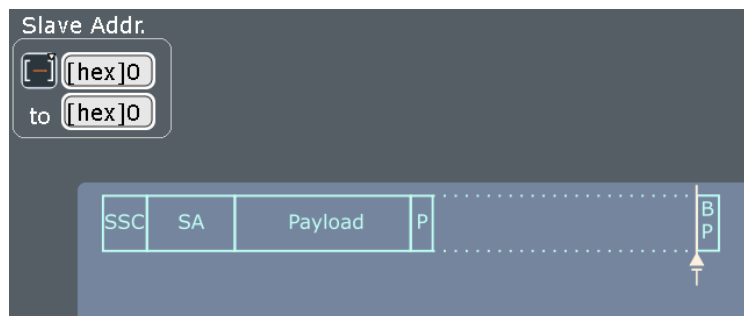 Slave Addr.
[-] [hex]0
to [hex]0
SSC SA Payload P B
P
T